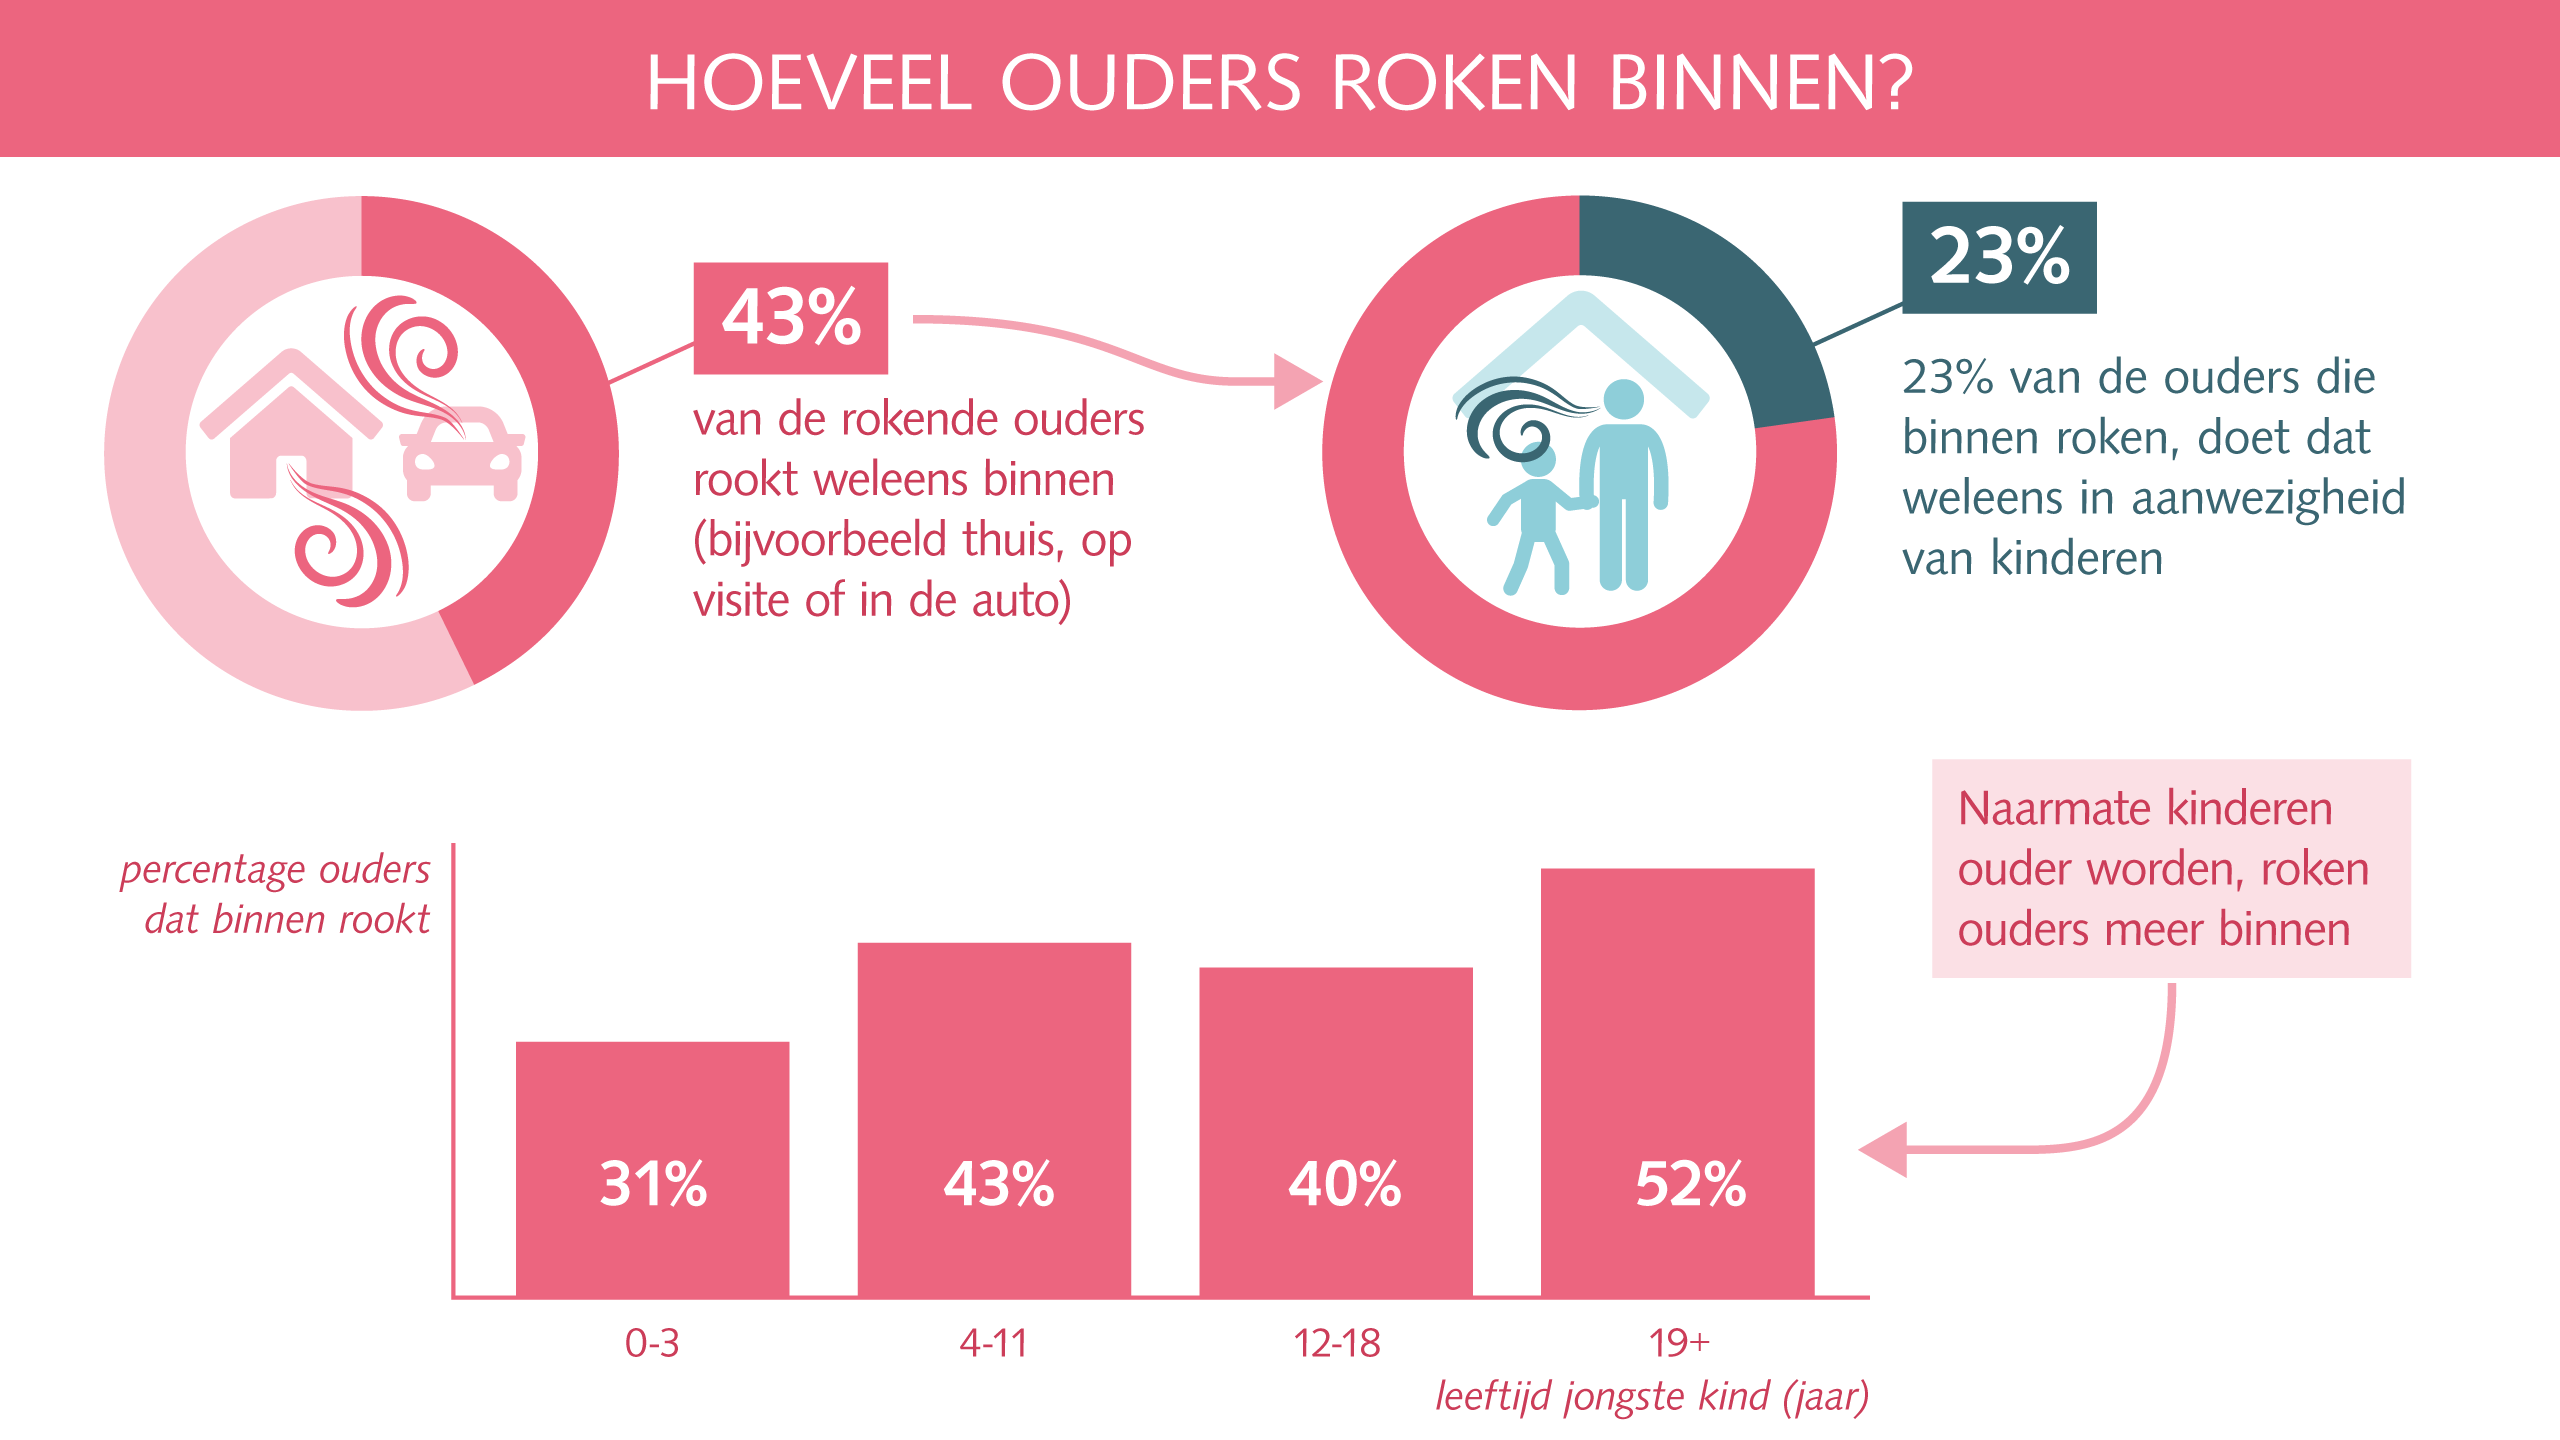 HOEVEEL OUDERS ROKEN BINNEN?
43%
van de rokende ouders
rookt weleens binnen
(bijvoorbeeld thuis, op
visite of in de auto)
23%
23% van de ouders die
binnen roken, doet dat
weleens in aanwezigheid
van kinderen
Naarmate kinderen
ouder worden, roken
ouders meer binnen
percentage ouders
dat binnen rookt
31%
43%
40%
52%
0-3
4-11
12-18
19+
leeftijd jongste kind (jaar)